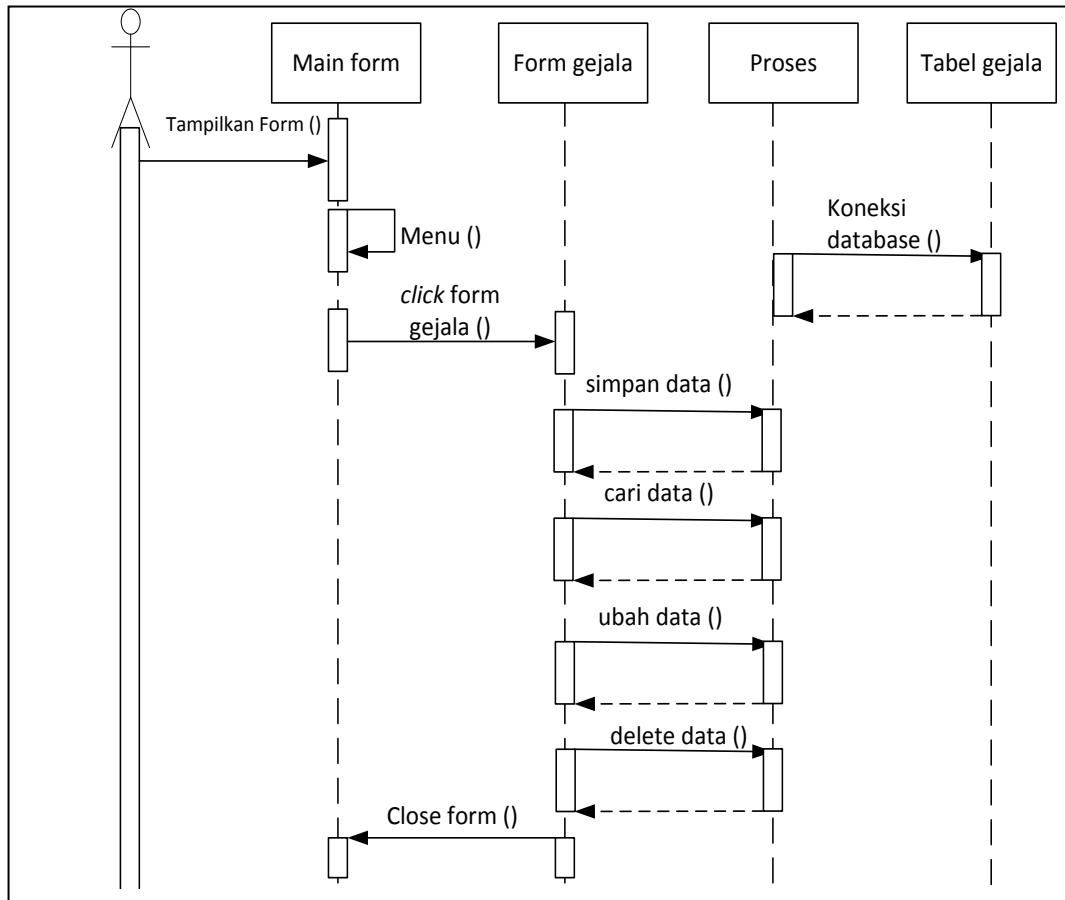 Main form
Form gejala
Proses
Tabel gejala
Tampilkan Form ()
Menu ()
Koneksi
database ()
click form
gejala ()
simpan data ()
cari data ()
ubah data ()
delete data ()
Close form ()